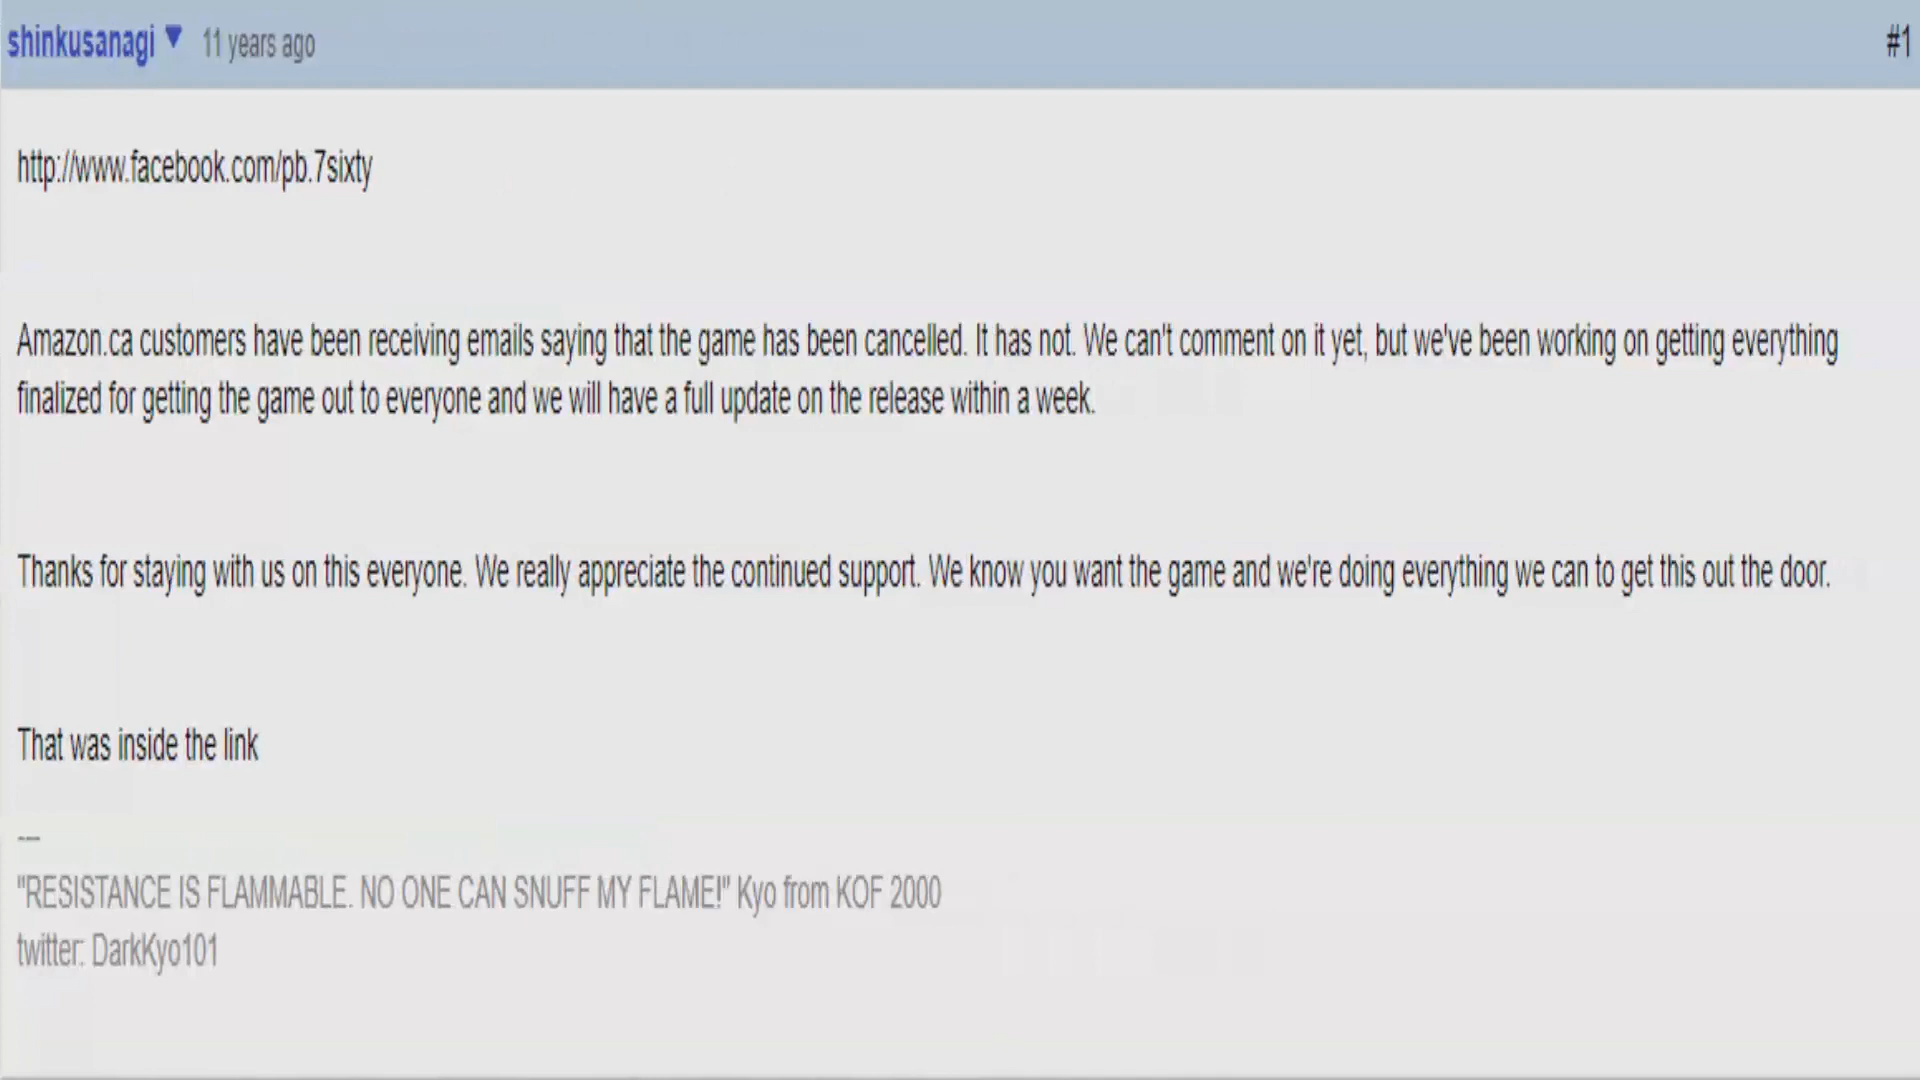 shinkusanagi ▼ 11 years ago #1
http://www.facebook.com/pb.7sixty
Amazon.ca customers have been receiving emails saying that the game has been cancelled. It has not. We can't comment on it yet, but we've been working on getting everything
finalized for getting the game out to everyone and we will have a full update on the release within a week.
Thanks for staying with us on this everyone. We really appreciate the continued support. We know you want the game and we're doing everything we can to get this out the door.
That was inside the link
---
"RESISTANCE IS FLAMMABLE. NO ONE CAN SNUFF MY FLAME!" Kyo from KOF 2000
twitter: DarkKyo101